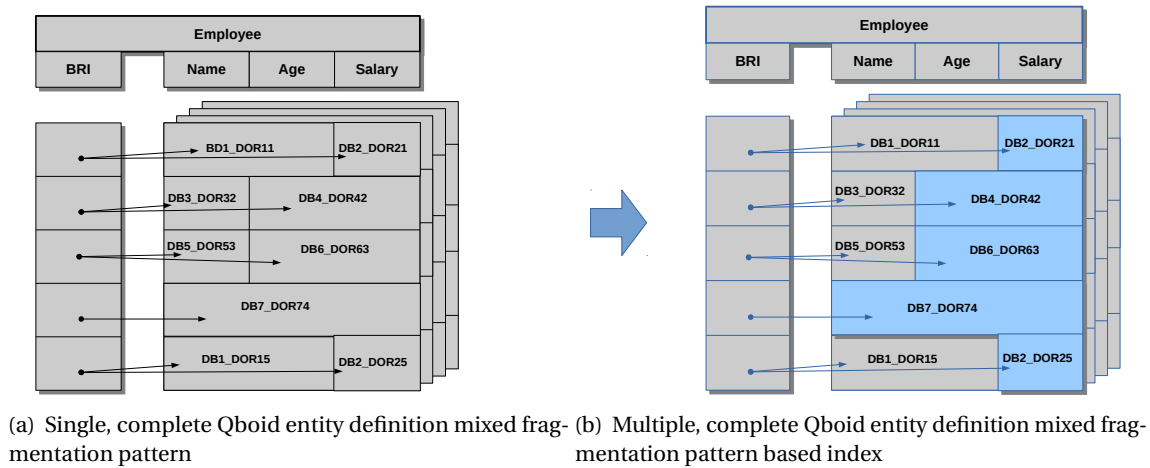 Employee
BRI Name Age Salary
BD1_DOR11 DB2_DOR21
DB3_DOR32 DB4_DOR42
DB5_DOR53 DB6_DOR63
DB7_DOR74
DB1_DOR15 DB2_DOR25
(a) Single, complete Qboid entity definition mixed frag-
mentation pattern
Employee
BRI Name Age Salary
DB1_DOR11 DB2_DOR21
DB3_DOR32 DB4_DOR42
DB5_DOR53 DB6_DOR63
DB7_DOR74
DB1_DOR15 DB2_DOR25
(b) Multiple, complete Qboid entity definition mixed frag-
mentation pattern based index